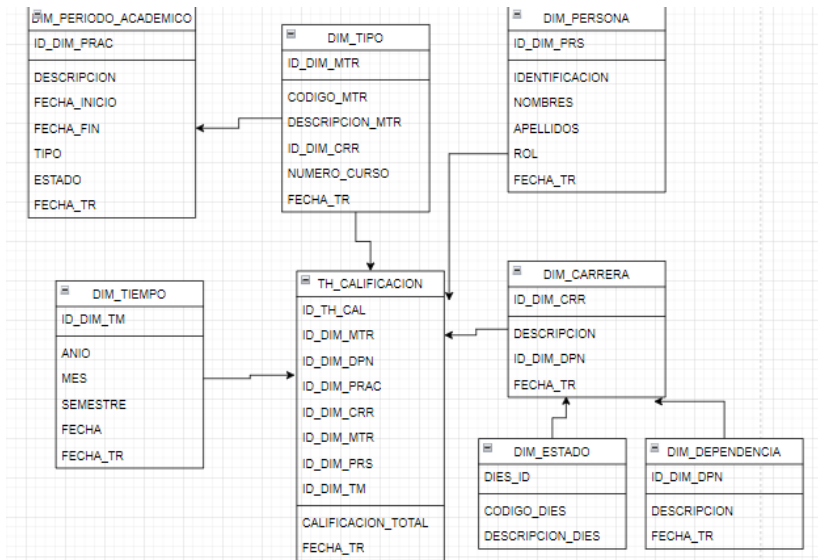 DIM_PERIODO_ACADEMICO
ID_DIM_PRAC
DESCRIPCION
FECHA_INICIO
FECHA_FIN
TIPO
ESTADO
FECHA_TR
DIM_TIPO
ID_DIM_MTR
CODIGO_MTR
DESCRIPCION_MTR
ID_DIM_CRR
NUMERO_CURSO
FECHA_TR
DIM_PERSONA
ID_DIM_PRS
IDENTIFICACION
NOMBRES
APELLIDOS
ROL
FECHA_TR
DIM_TIEMPO
ID_DIM_TM
ANIO
MES
SEMESTRE
FECHA
FECHA_TR
TH_CALIFICACION
ID_TH_CAL
ID_DIM_MTR
ID_DIM_DPN
ID_DIM_PRAC
ID_DIM_CRR
ID_DIM_MTR
ID_DIM_PRS
ID_DIM_TM
CALIFICACION_TOTAL
FECHA_TR
DIM_CARRERA
ID_DIM_CRR
DESCRIPCION
ID_DIM_DPN
FECHA_TR
DIM_ESTADO
DIES_ID
CODIGO_DIES
DESCRIPCION_DIES
DIM_DEPENDENCIA
ID_DIM_DPN
DESCRIPCION
FECHA_TR